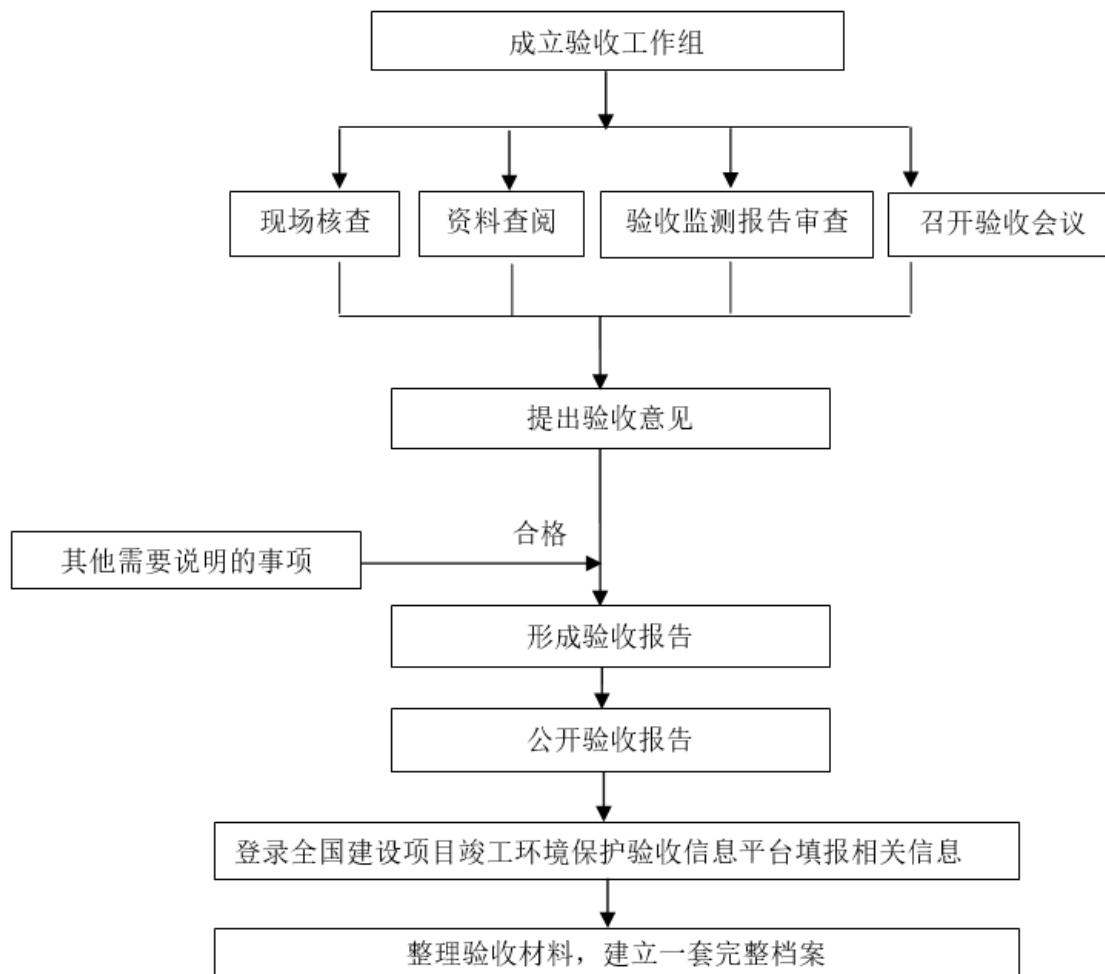 成立验收工作组
现场核查
资料查阅
验收监测报告审查
召开验收会议
提出验收意见
合格
其他需要说明的事项
形成验收报告
公开验收报告
登录全国建设项目竣工环境保护验收信息平台填报相关信息
整理验收材料，建立一套完整档案